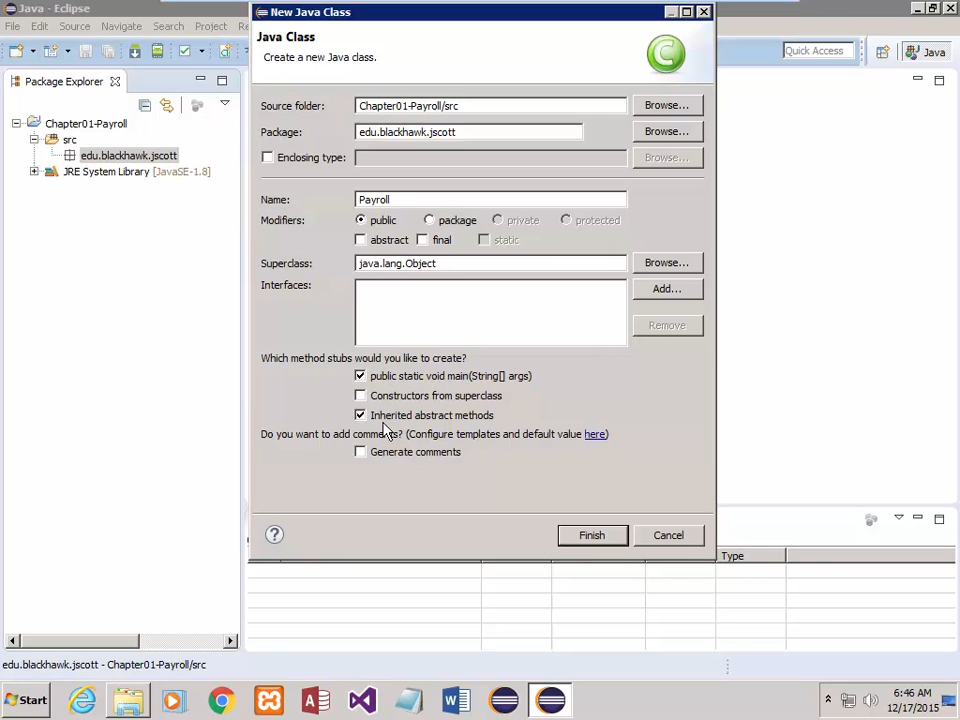 Java - Eclipse
New Java Class
File Edit Source Navigate Search Project
Quick Access
Java
Package Explorer
Chapter01-Payroll
src
edu.blackhawk.jscott
JRE System Library [JavaSE-1.8]
Java Class
Create a new Java class.
Source folder: Chapter01-Payroll/src Browse...
Package: edu.blackhawk.jscott Browse...
Enclosing type: Browse...
Name: Payroll
Modifiers: public package private protected
abstract final static
Superclass: java.lang.Object Browse...
Interfaces: Add...
Remove
Which method stubs would you like to create?
public static void main(String[] args)
Constructors from superclass
Inherited abstract methods
Do you want to add comments? (Configure templates and default value here)
Generate comments
Finish Cancel
Type
edu.blackhawk.jscott - Chapter01-Payroll/src
Start
6:46 AM
12/17/2015